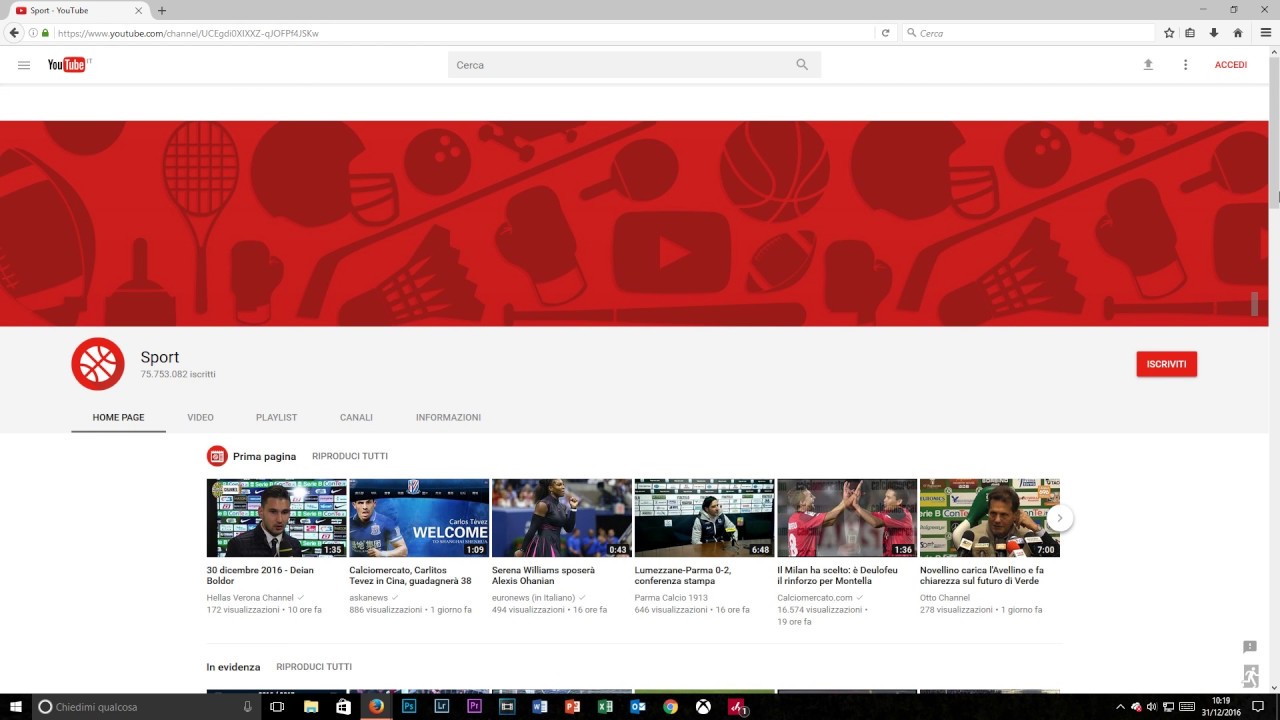 Sport - YouTube
https://www.youtube.com/channel/UCEgdi0XIXXZ-qJOFPf4JSKw
Cerca
YouTube IT
Cerca
ACCEDI
Sport
75.753.082 iscritti
ISCRIVITI
HOME PAGE VIDEO PLAYLIST CANALI INFORMAZIONI
Prima pagina RIPRODUCI TUTTI
Carlos Tévez
WELCOME
1:35 1:09 0:43 6:48 1:36 7:00
30 dicembre 2016 - Deian
Boldor
Hellas Verona Channel
172 visualizzazioni • 10 ore fa
Calciomercato, Carlitos
Tevez in Cina, guadagnerà 38
askanews
886 visualizzazioni • 1 giorno fa
Serena Williams sposerà
Alexis Ohanian
euronews (in Italiano)
494 visualizzazioni • 16 ore fa
Lumezzane-Parma 0-2,
conferenza stampa
Parma Calcio 1913
646 visualizzazioni • 16 ore fa
Il Milan ha scelto: è Deulofeu
il rinforzo per Montella
Calciomercato.com
16.574 visualizzazioni •
19 ore fa
Novellino carica l'Avellino e fa
chiarezza sul futuro di Verde
Otto Channel
278 visualizzazioni • 1 giorno fa
In evidenza RIPRODUCI TUTTI
Chiedimi qualcosa
10:19
31/12/2016